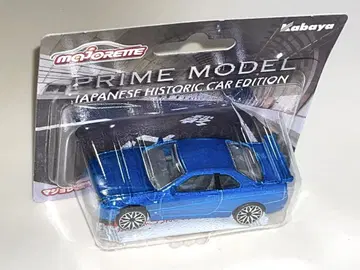 majorette
Kabaya
PRIME MODEL
JAPANESE HISTORIC CAR EDITION